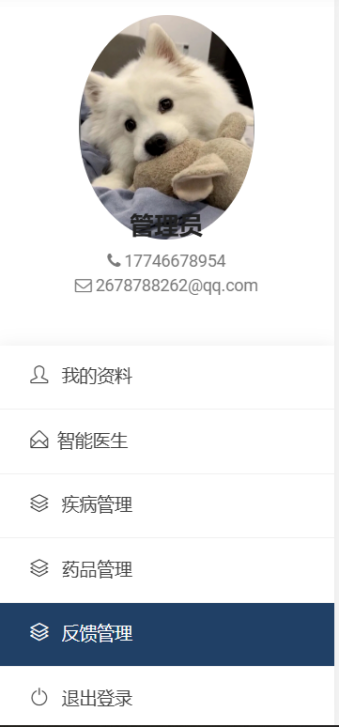 管理员
17746678954
2678788262@qq.com
我的资料
智能医生
疾病管理
药品管理
反馈管理
退出登录